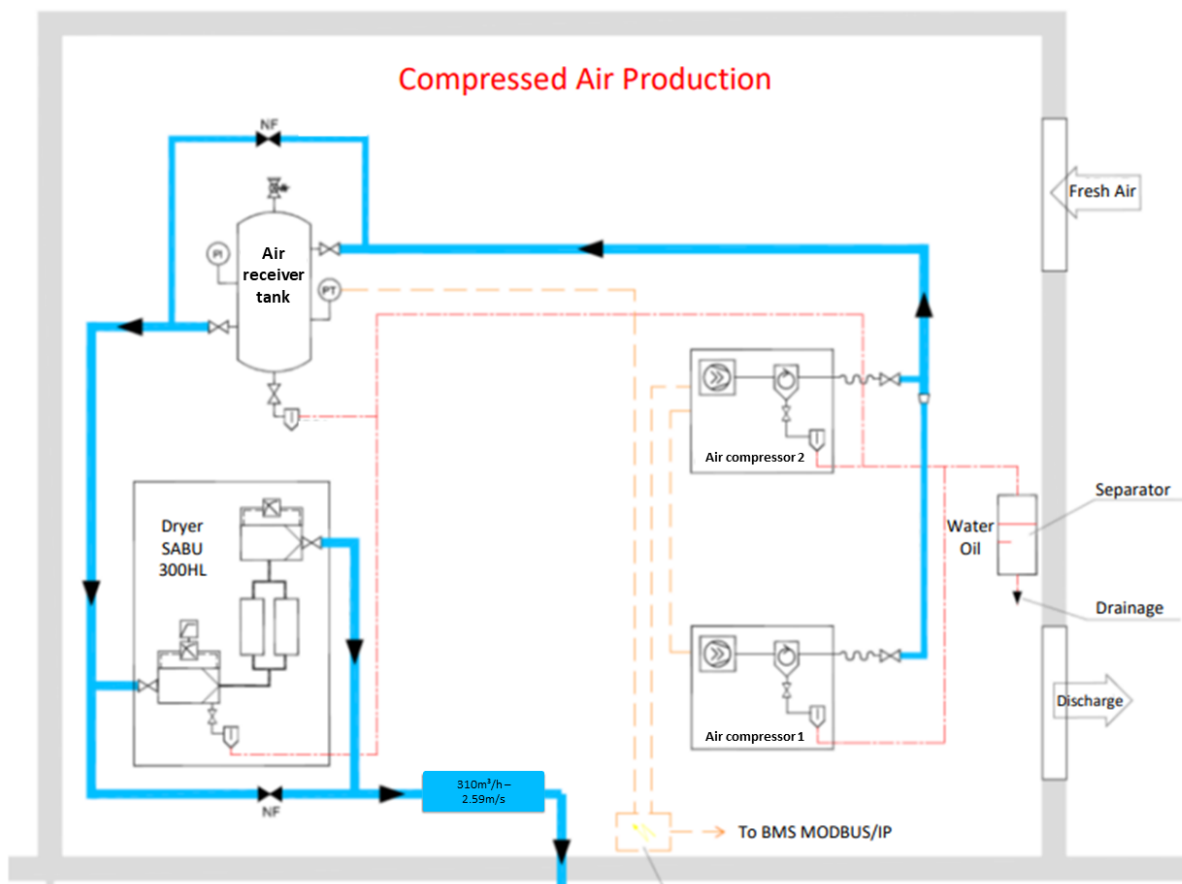 Compressed Air Production
NF
Fresh Air
PI
Air
receiver
tank
PT
Air compressor 2
Separator
Water
Oil
Dryer
SABU
300HL
Drainage
Discharge
Air compressor 1
310m³/h –
2.59m/s
NF
To BMS MODBUS/IP